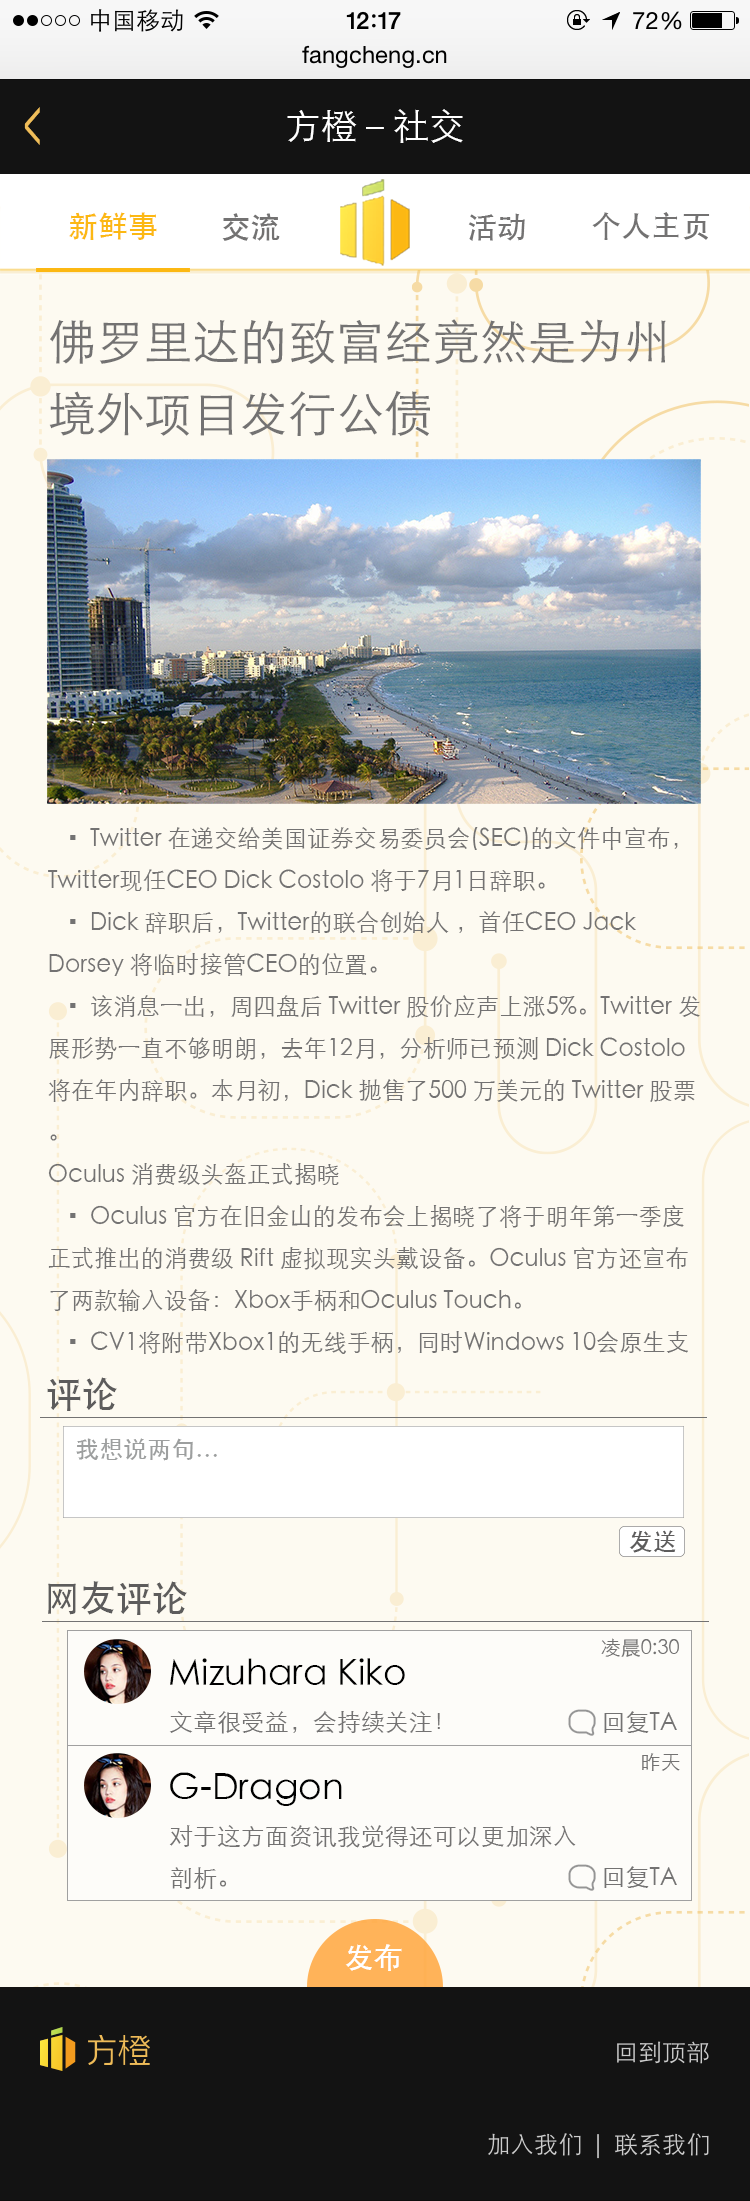 中国移动 12:17 72%
fangcheng.cn
方橙 – 社交
新鲜事 交流 活动 个人主页
佛罗里达的致富经竟然是为州
境外项目发行公债
▪ Twitter 在递交给美国证券交易委员会(SEC)的文件中宣布，
Twitter现任CEO Dick Costolo 将于7月1日辞职。
▪ Dick 辞职后，Twitter的联合创始人 ，首任CEO Jack
Dorsey 将临时接管CEO的位置。
▪ 该消息一出，周四盘后 Twitter 股价应声上涨5%。Twitter 发
展形势一直不够明朗，去年12月，分析师已预测 Dick Costolo
将在年内辞职。本月初，Dick 抛售了500 万美元的 Twitter 股票
。
Oculus 消费级头盔正式揭晓
▪ Oculus 官方在旧金山的发布会上揭晓了将于明年第一季度
正式推出的消费级 Rift 虚拟现实头戴设备。Oculus 官方还宣布
了两款输入设备：Xbox手柄和Oculus Touch。
▪ CV1将附带Xbox1的无线手柄，同时Windows 10会原生支
评论
我想说两句...
发送
网友评论
凌晨0:30
Mizuhara Kiko
文章很受益，会持续关注！ 回复TA
昨天
G-Dragon
对于这方面资讯我觉得还可以更加深入
剖析。 回复TA
发布
方橙 回到顶部
加入我们 | 联系我们